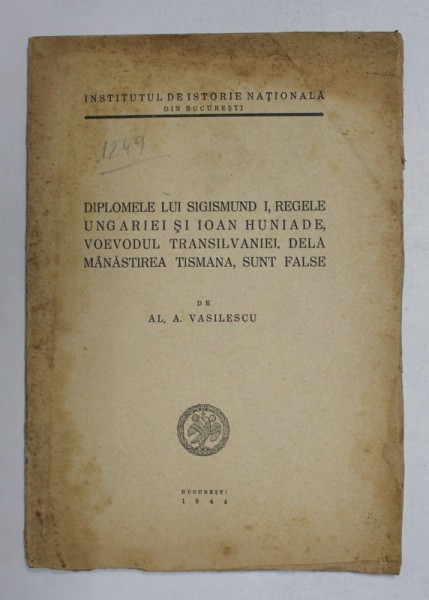 INSTITUTUL DE ISTORIE NAȚIONALĂ
DIN BUCUREȘTI
1249
DIPLOMELE LUI SIGISMUND I, REGELE
UNGARIEI ȘI IOAN HUNIADE,
VOEVODUL TRANSILVANIEI, DELA
MÂNĂSTIREA TISMANA, SUNT FALSE
DE
AL. A. VASILESCU
BUCUREȘTI
1944